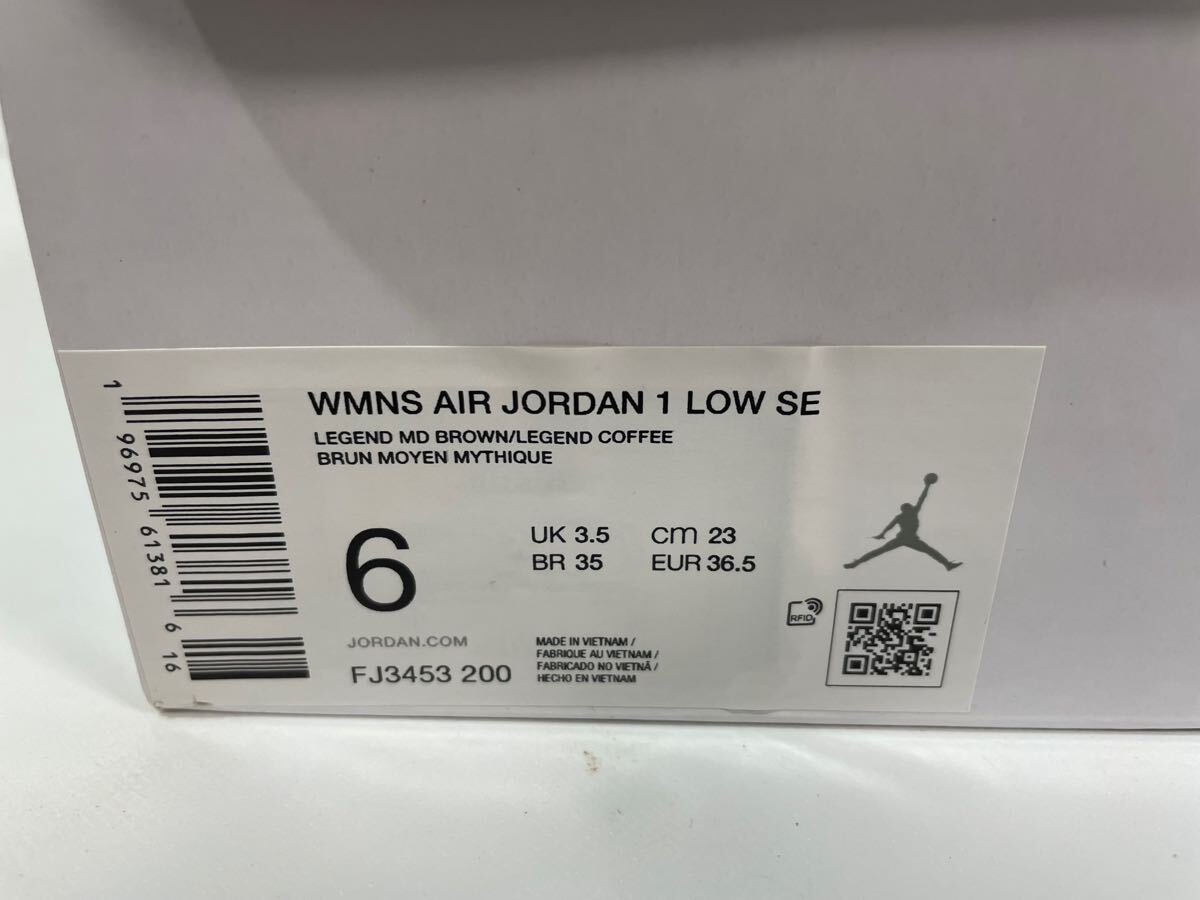 WMNS AIR JORDAN 1 LOW SE
LEGEND MD BROWN/LEGEND COFFEE
BRUN MOYEN MYTHIQUE
6
UK 3.5 cm 23
BR 35 EUR 36.5
JORDAN.COM
FJ3453 200
MADE IN VIETNAM /
FABRIQUE AU VIETNAM /
FABRICADO NO VIETNÃ /
HECHO EN VIETNAM
RFID
1 96975 61381 6 16